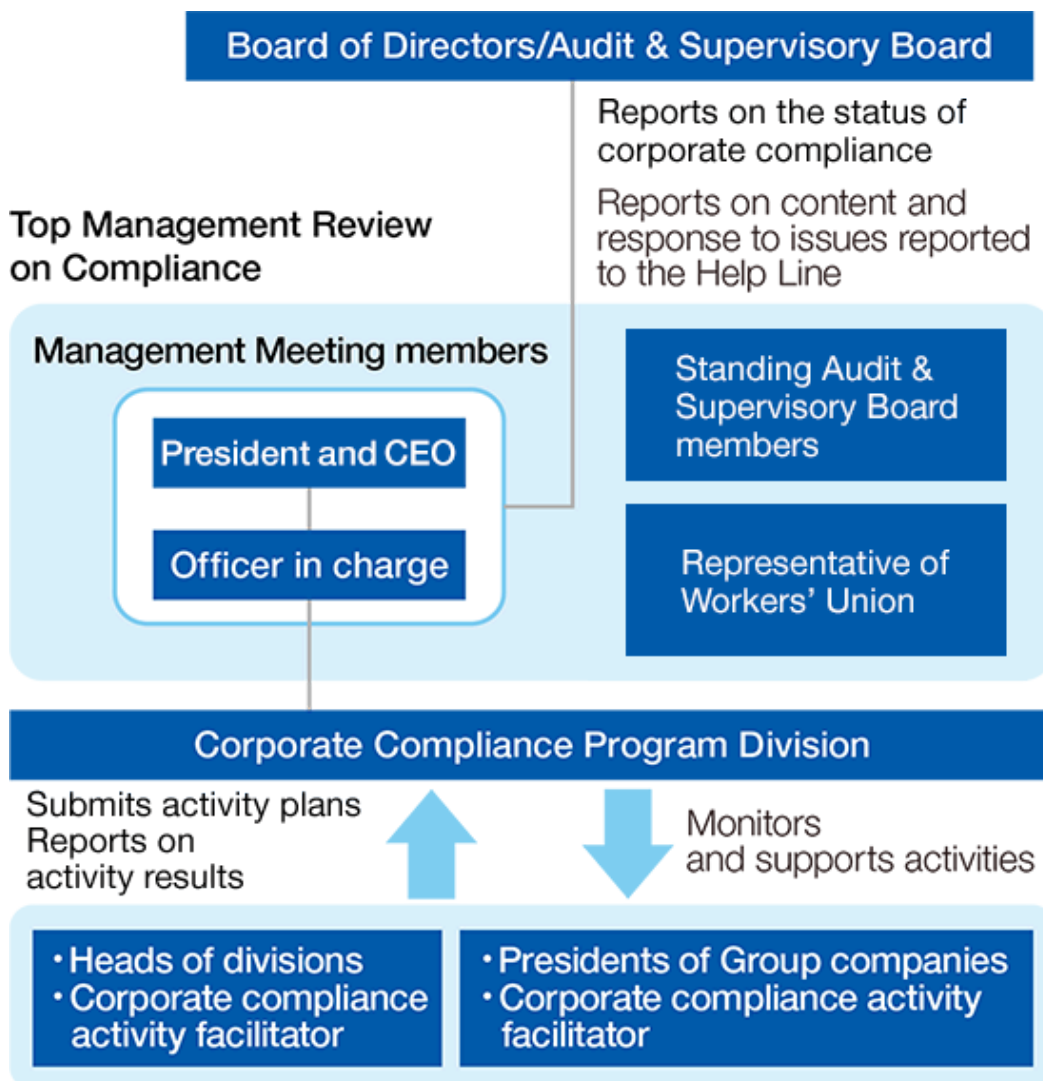 Board of Directors/Audit & Supervisory Board
Reports on the status of
corporate compliance
Reports on content and
response to issues reported
to the Help Line
Top Management Review
on Compliance
Management Meeting members
President and CEO
Officer in charge
Standing Audit &
Supervisory Board
members
Representative of
Workers’ Union
Corporate Compliance Program Division
Submits activity plans
Reports on
activity results
Monitors
and supports activities
・Heads of divisions
・Corporate compliance
activity facilitator
・Presidents of Group companies
・Corporate compliance activity
facilitator